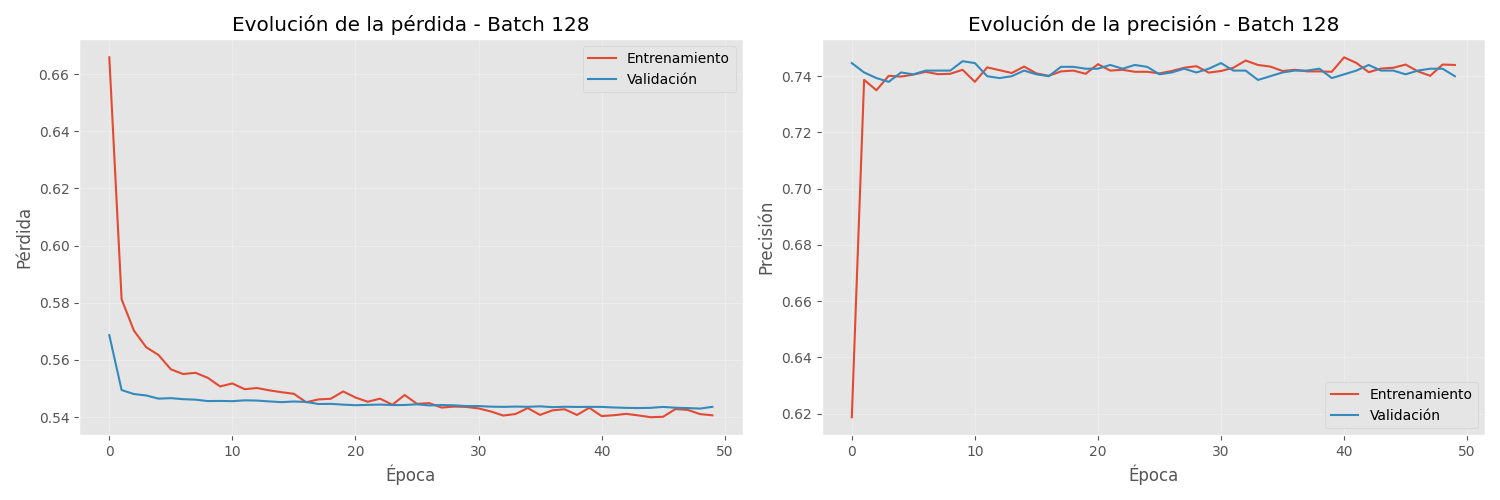 Evolución de la pérdida - Batch 128
Pérdida
0.66
0.64
0.62
0.60
0.58
0.56
0.54
Entrenamiento
Validación
0 10 20 30 40 50
Época
Evolución de la precisión - Batch 128
Precisión
0.74
0.72
0.70
0.68
0.66
0.64
0.62
Entrenamiento
Validación
0 10 20 30 40 50
Época